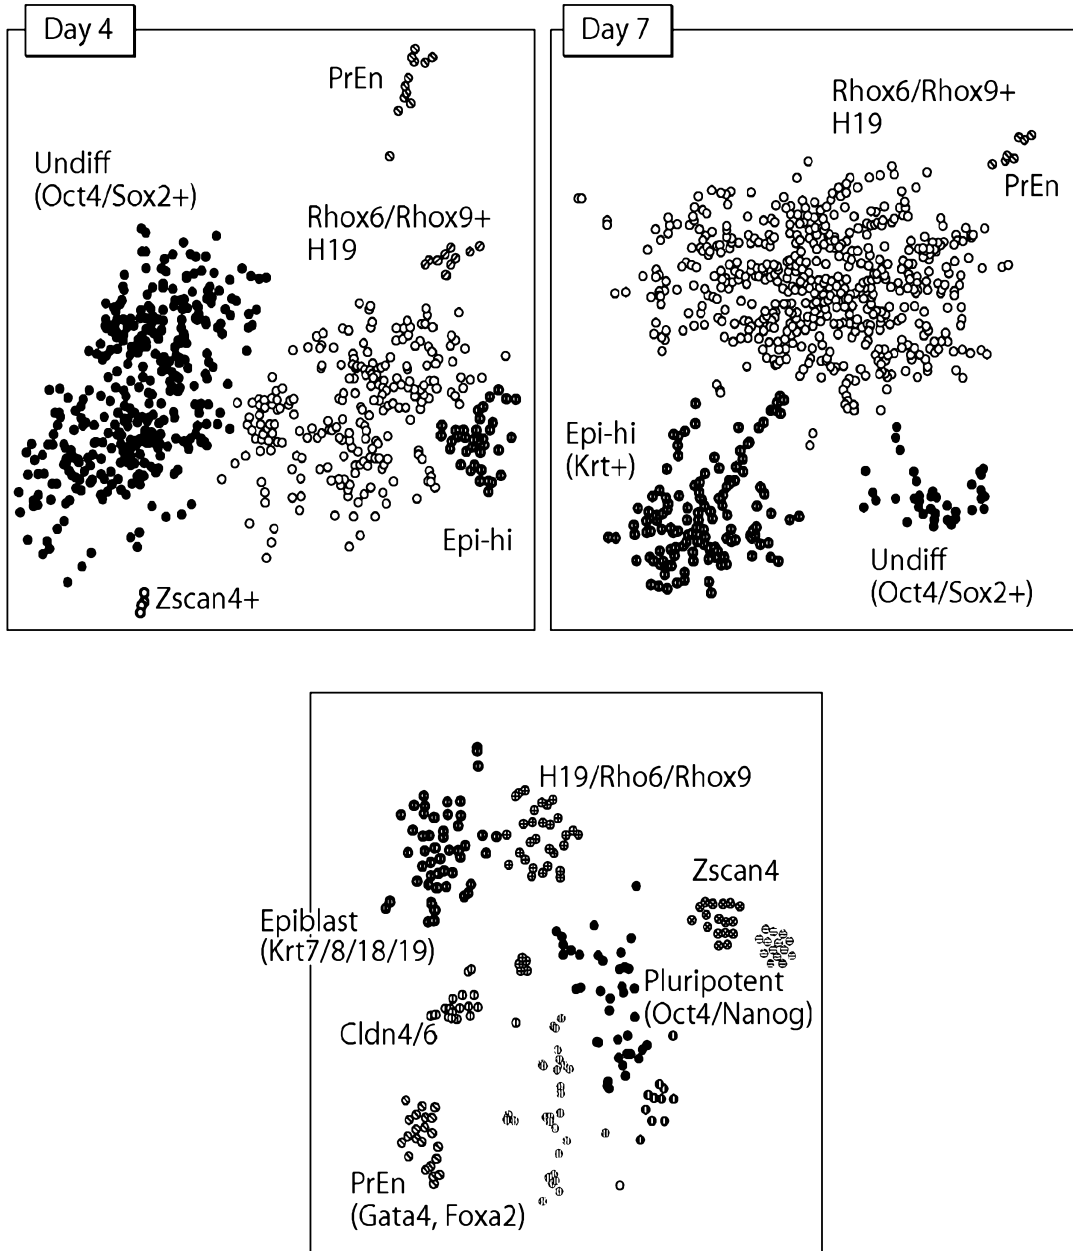 Day 4
PrEn
Undiff
(Oct4/Sox2+)
Rhox6/Rhox9+
H19
Epi-hi
Zscan4+
Day 7
Rhox6/Rhox9+
H19
PrEn
Epi-hi
(Krt+)
Undiff
(Oct4/Sox2+)
H19/Rho6/Rhox9
Zscan4
Epiblast
(Krt7/8/18/19)
Pluripotent
(Oct4/Nanog)
Cldn4/6
PrEn
(Gata4, Foxa2)